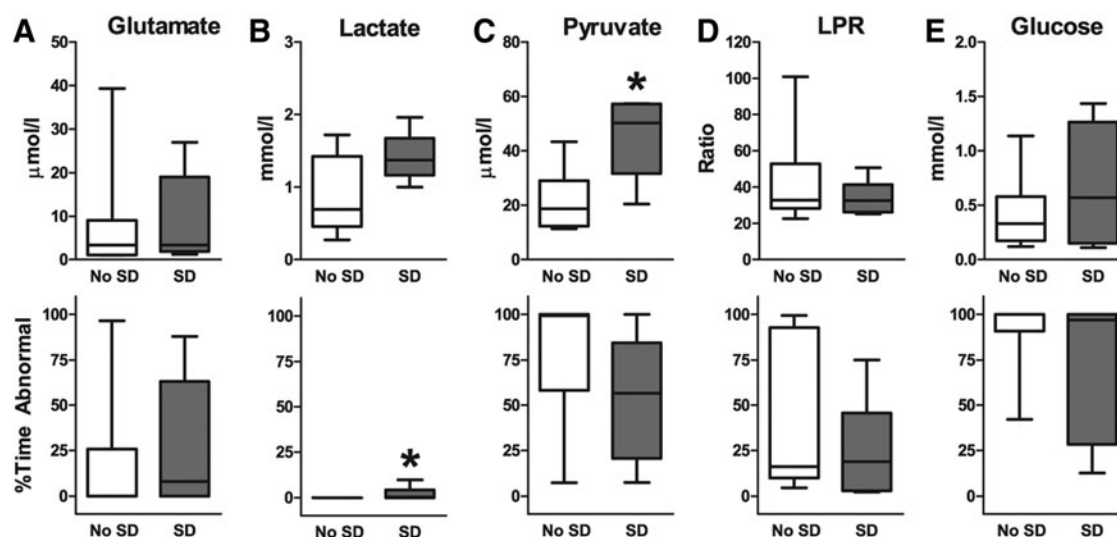 A Glutamate
50
40
30
20
10
0
μmol/l
No SD SD
B Lactate
3
2
1
0
mmol/l
No SD SD
C Pyruvate
80
60
40
20
0
μmol/l
*
No SD SD
D LPR
120
100
80
60
40
20
0
Ratio
No SD SD
E Glucose
2.0
1.5
1.0
0.5
0.0
mmol/l
No SD SD
%Time Abnormal
100
75
50
25
0
No SD SD
100
75
50
25
0
*
No SD SD
100
75
50
25
0
No SD SD
100
75
50
25
0
No SD SD
100
75
50
25
0
No SD SD